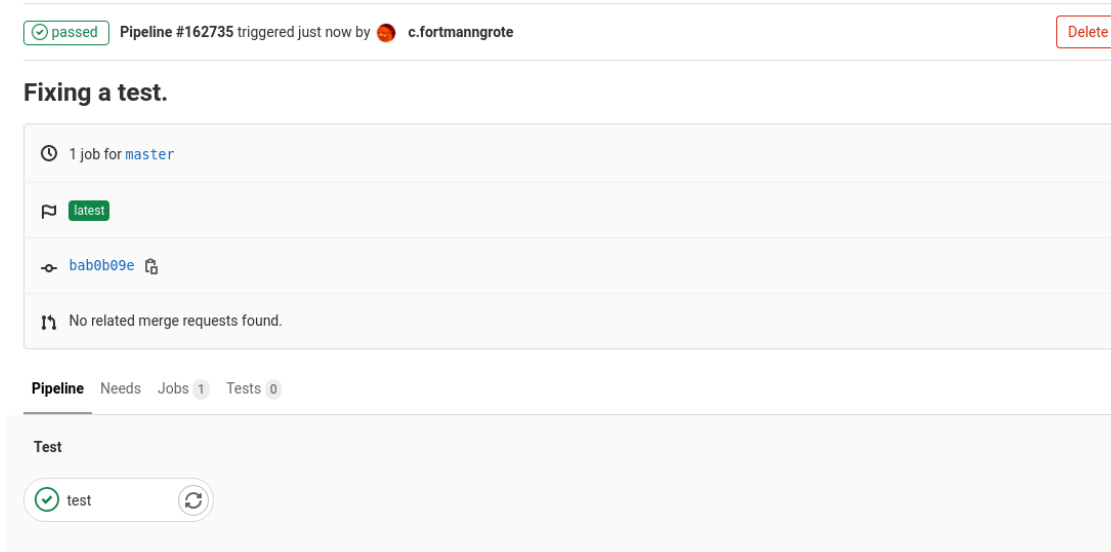 passed Pipeline #162735 triggered just now by c.fortmanngrote Delete
Fixing a test.
1 job for master
latest
bab0b09e
No related merge requests found.
Pipeline Needs Jobs 1 Tests 0
Test
test